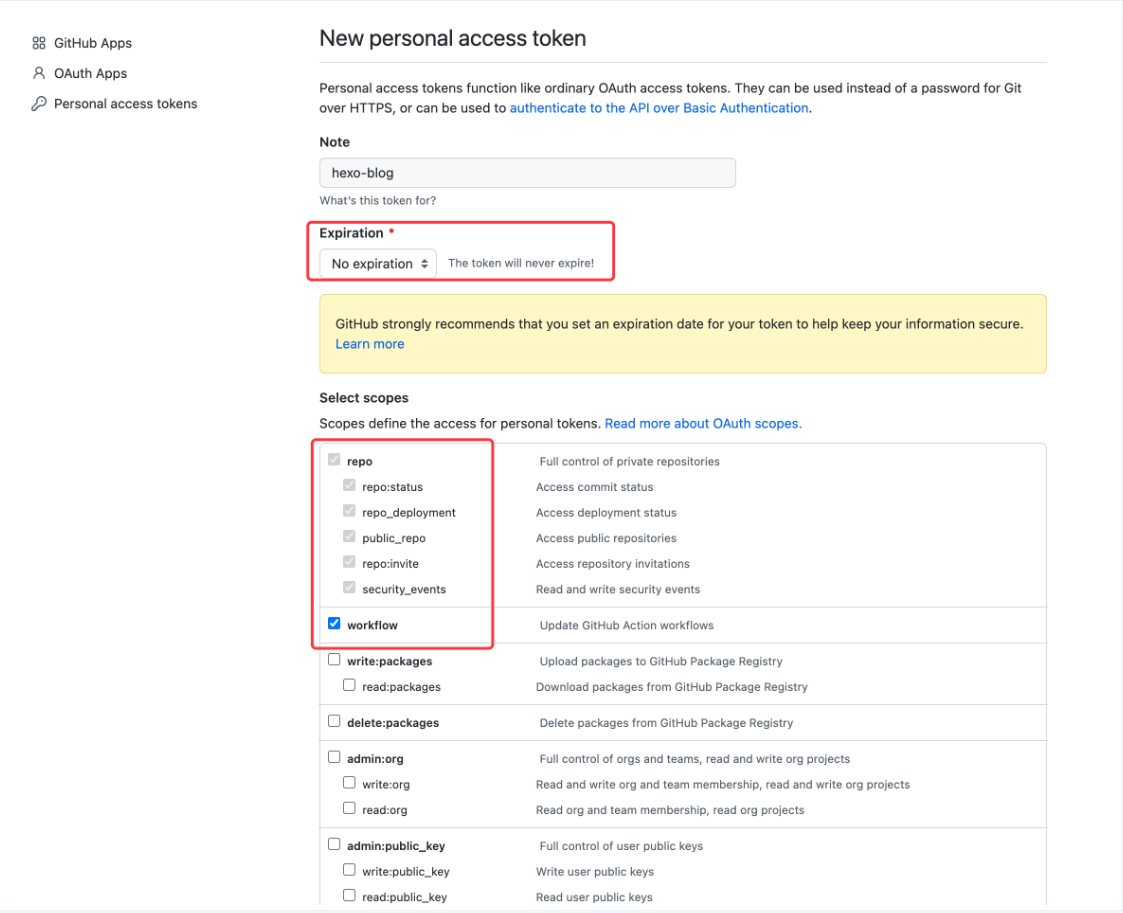 GitHub Apps
OAuth Apps
Personal access tokens
New personal access token
Personal access tokens function like ordinary OAuth access tokens. They can be used instead of a password for Git
over HTTPS, or can be used to authenticate to the API over Basic Authentication.
Note
hexo-blog
What's this token for?
Expiration *
No expiration The token will never expire!
GitHub strongly recommends that you set an expiration date for your token to help keep your information secure.
Learn more
Select scopes
Scopes define the access for personal tokens. Read more about OAuth scopes.
repo Full control of private repositories
repo:status Access commit status
repo_deployment Access deployment status
public_repo Access public repositories
repo:invite Access repository invitations
security_events Read and write security events
workflow Update GitHub Action workflows
write:packages Upload packages to GitHub Package Registry
read:packages Download packages from GitHub Package Registry
delete:packages Delete packages from GitHub Package Registry
admin:org Full control of orgs and teams, read and write org projects
write:org Read and write org and team membership, read and write org projects
read:org Read org and team membership, read org projects
admin:public_key Full control of user public keys
write:public_key Write user public keys
read:public_key Read user public keys